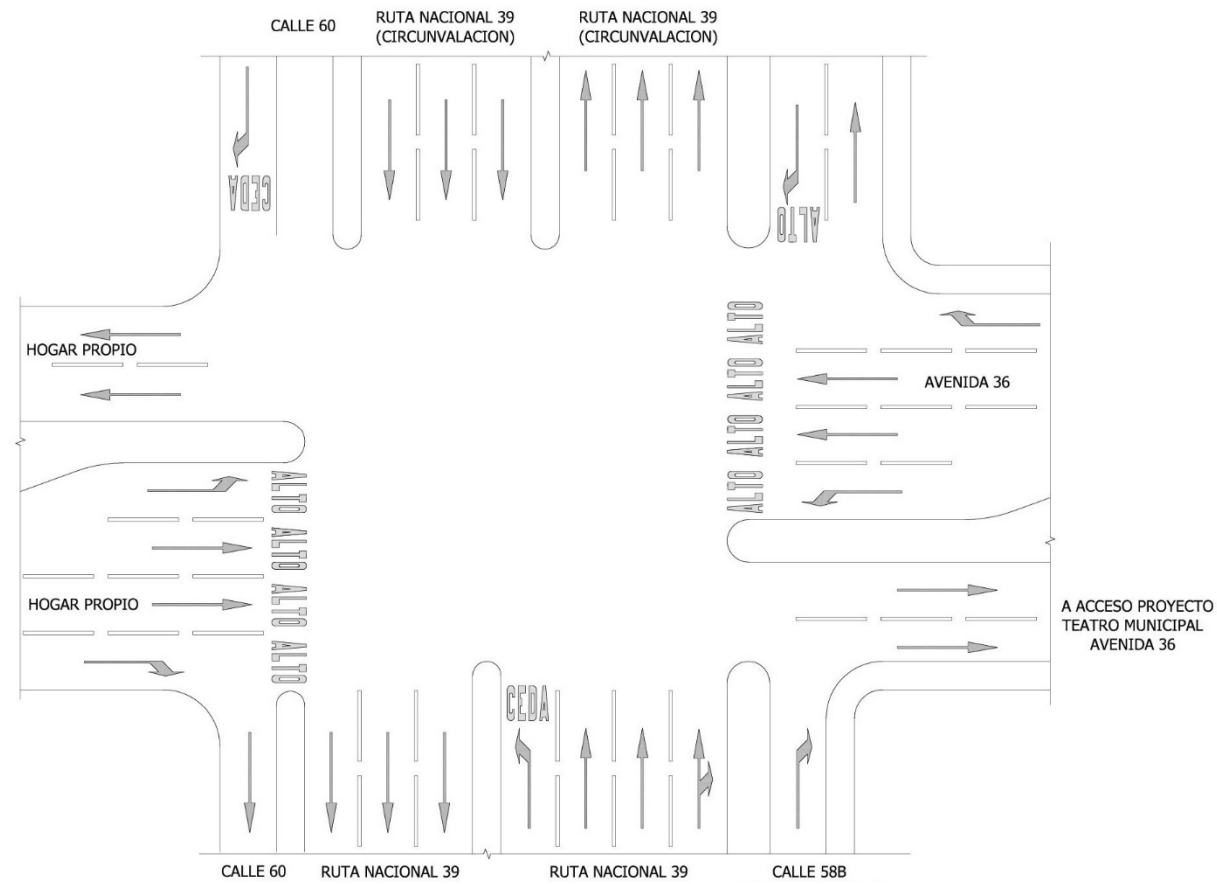 CALLE 60
RUTA NACIONAL 39
(CIRCUNVALACION)
RUTA NACIONAL 39
(CIRCUNVALACION)
CEDA
ALTO
HOGAR PROPIO
ALTO ALTO ALTO ALTO
AVENIDA 36
ALTO ALTO ALTO ALTO
HOGAR PROPIO
A ACCESO PROYECTO
TEATRO MUNICIPAL
AVENIDA 36
CEDA
CALLE 60
RUTA NACIONAL 39
RUTA NACIONAL 39
CALLE 58B